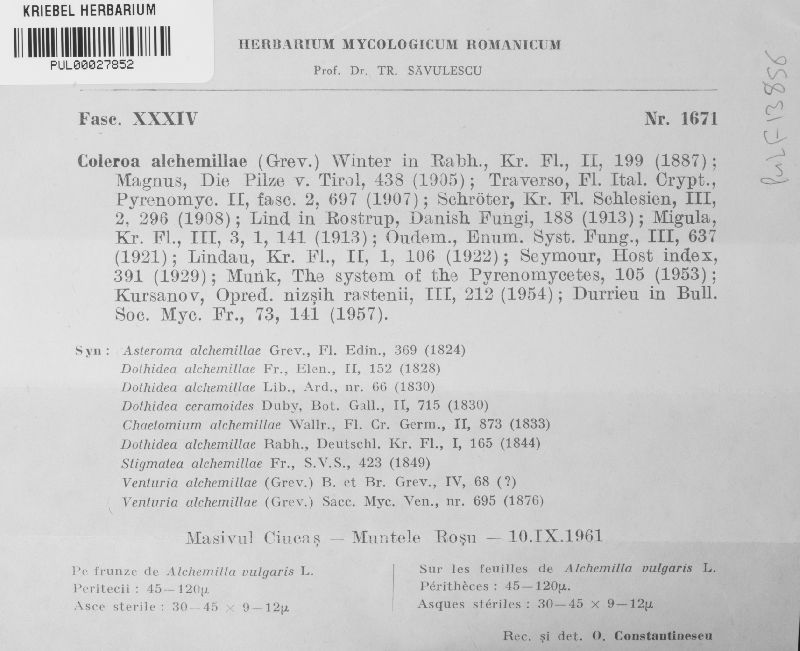 KRIEBEL HERBARIUM
PUL00027852
HERBARIUM MYCOLOGICUM ROMANICUM
Prof. Dr. TR. SĂVULESCU
PULF13856
Fasc. XXXIV Nr. 1671
Coleroa alchemillae (Grev.) Winter in Rabh., Kr. Fl., II, 199 (1887);
Magnus, Die Pilze v. Tirol, 438 (1905); Traverso, Fl. Ital. Crypt.,
Pyrenomyc. II, fasc. 2, 697 (1907); Schröter, Kr. Fl. Schlesien, III,
2, 296 (1908); Lind in Rostrup, Danish Fungi, 188 (1913); Migula,
Kr. Fl., III, 3, 1, 141 (1913); Oudem., Enum. Syst. Fung., III, 637
(1921); Lindau, Kr. Fl., II, 1, 106 (1922); Seymour, Host index,
391 (1929); Munk, The system of the Pyrenomycetes, 105 (1953);
Kursanov, Opred. nizşih rastenii, III, 212 (1954); Durrieu in Bull.
Soc. Myc. Fr., 73, 141 (1957).
Syn: Asteroma alchemillae Grev., Fl. Edin., 369 (1824)
Dothidea alchemillae Fr., Elen., II, 152 (1828)
Dothidea alchemillae Lib., Ard., nr. 66 (1830)
Dothidea ceramoides Duby, Bot. Gall., II, 715 (1830)
Chaetomium alchemillae Wallr., Fl. Cr. Germ., II, 873 (1833)
Dothidea alchemillae Rabh., Deutschl. Kr. Fl., I, 165 (1844)
Stigmatea alchemillae Fr., S.V.S., 423 (1849)
Venturia alchemillae (Grev.) B. et Br. Grev., IV, 68 (?)
Venturia alchemillae (Grev.) Sacc. Myc. Ven., nr. 695 (1876)
Masivul Ciucaş — Muntele Roşu — 10.IX.1961
Pe frunze de Alchemilla vulgaris L.
Peritecii: 45—120μ
Asce sterile: 30—45 × 9—12μ
Sur les feuilles de Alchemilla vulgaris L.
Périthèces: 45—120μ.
Asques stériles: 30—45 × 9—12μ
Rec. şi det. O. Constantinescu